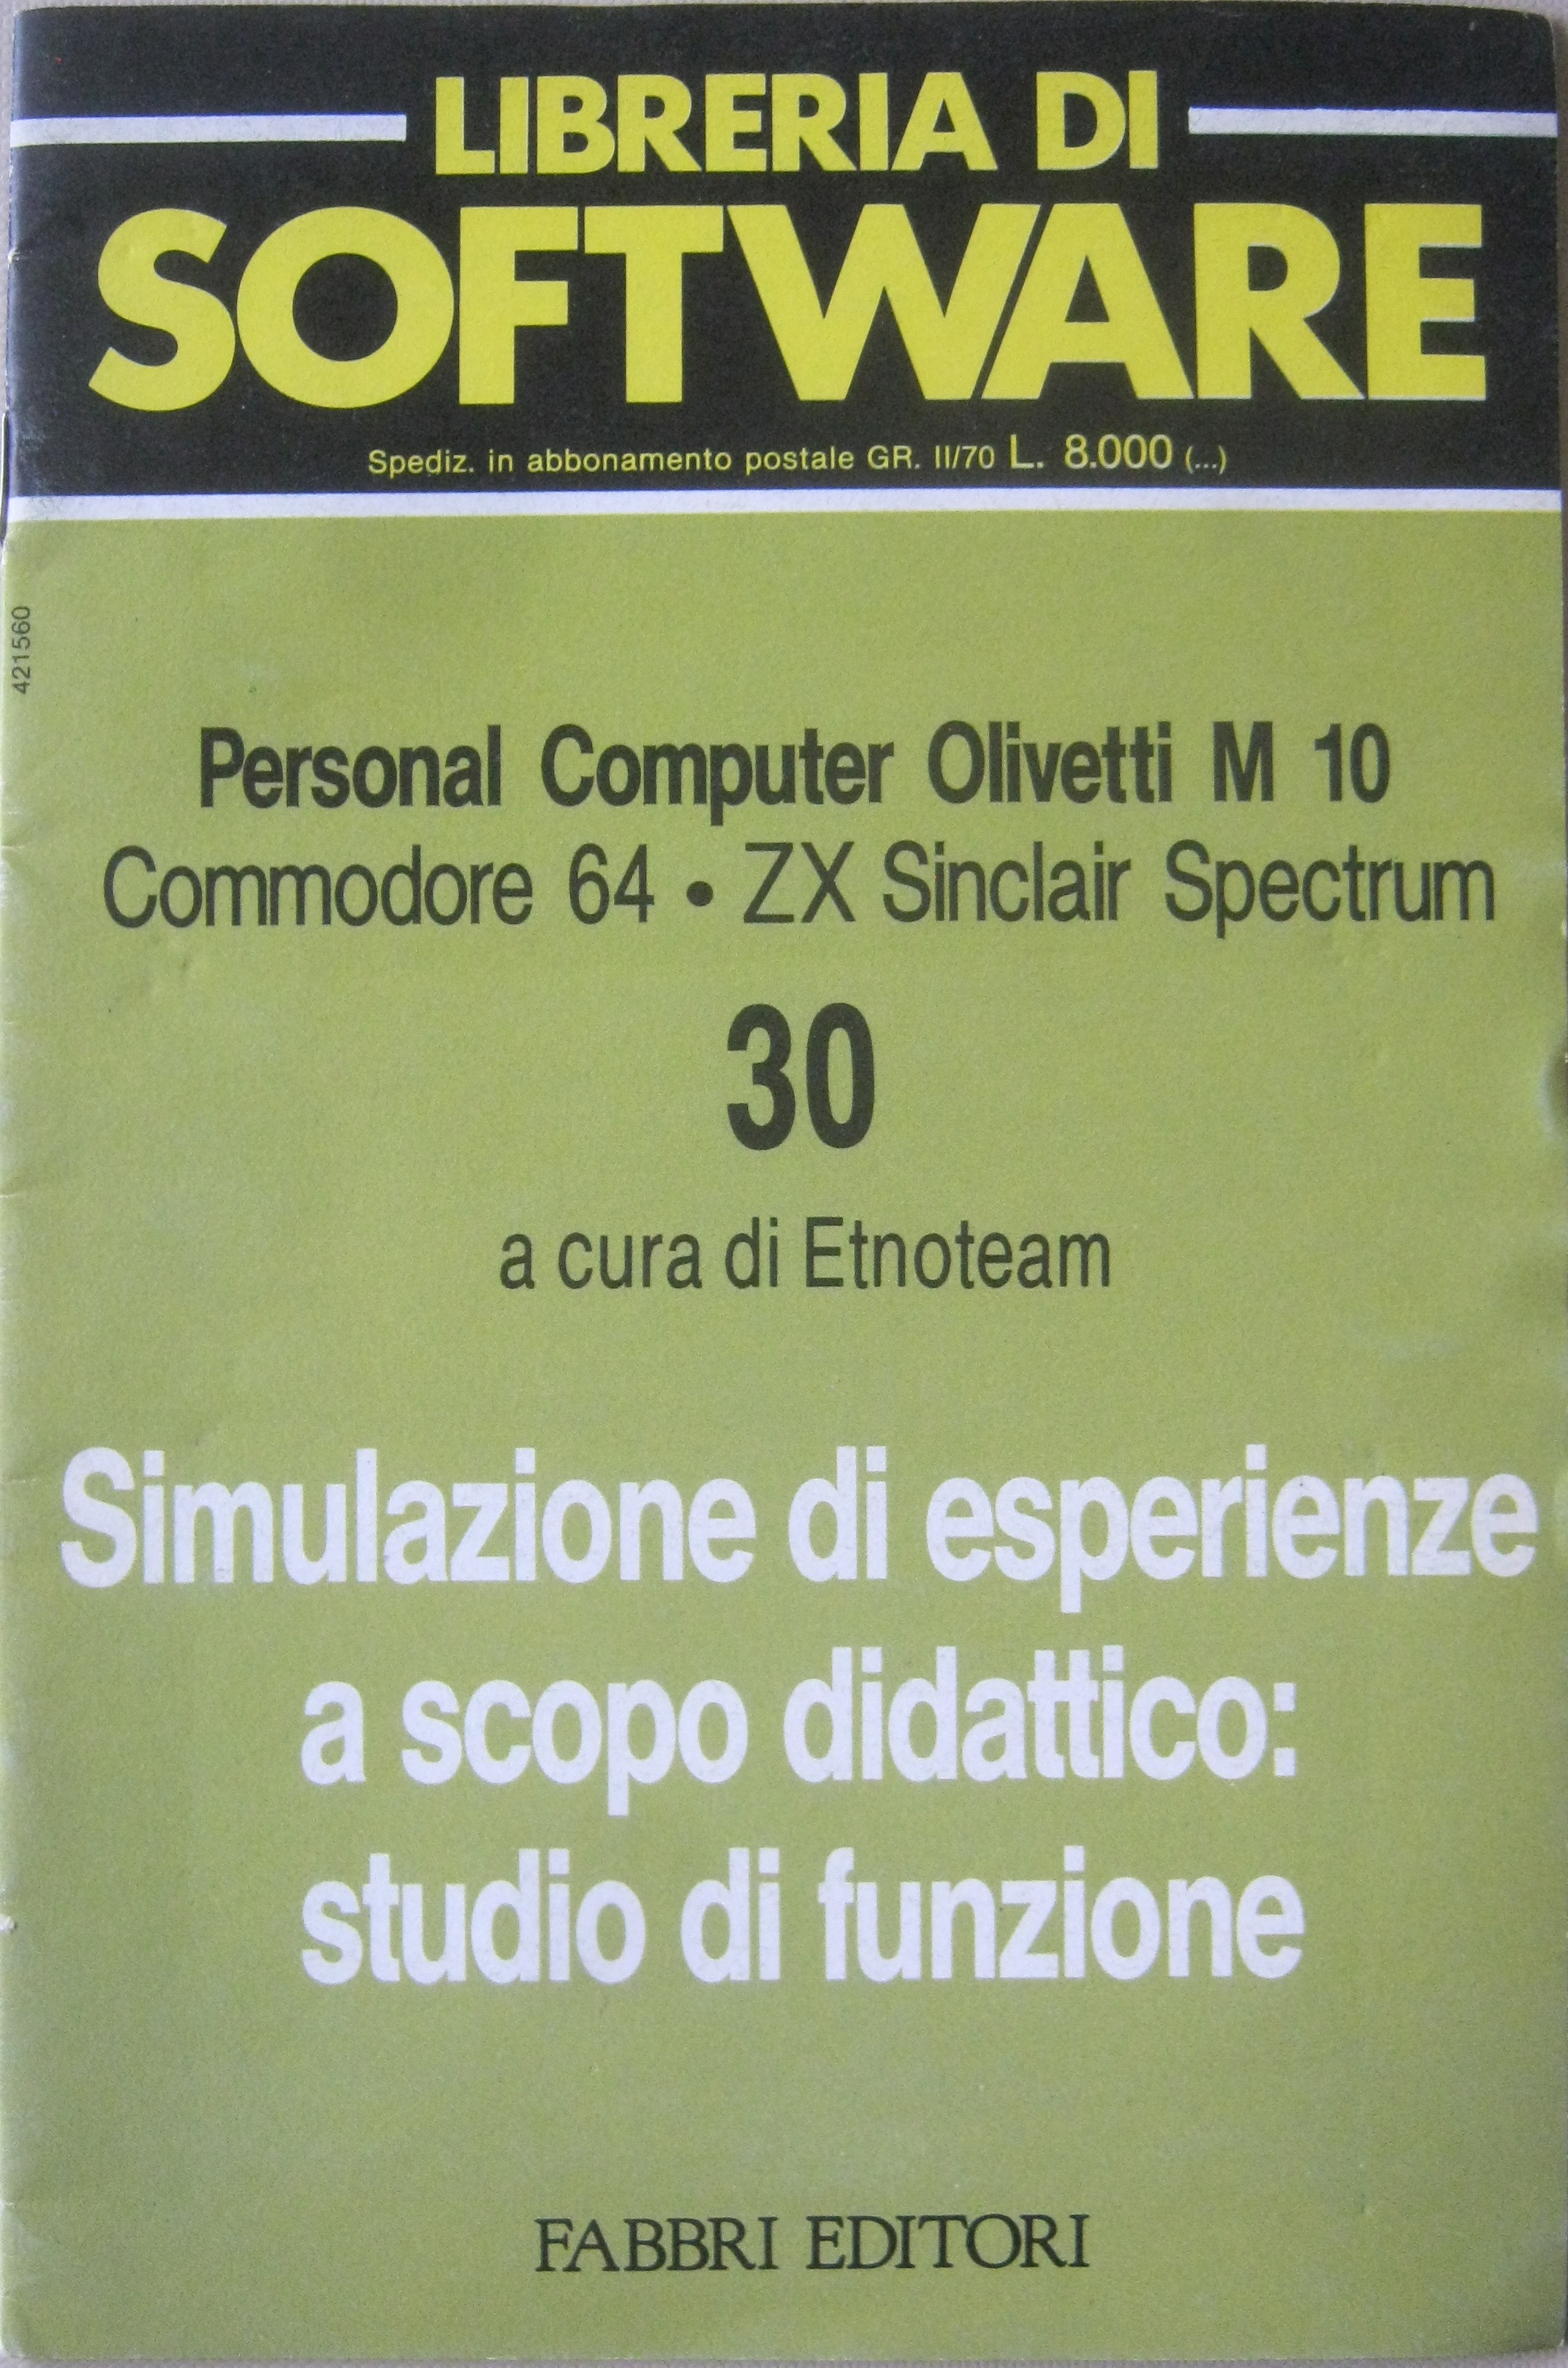 LIBRERIA DI
SOFTWARE
Spediz. in abbonamento postale GR. II/70 L. 8.000 (...)
421560
Personal Computer Olivetti M 10
Commodore 64 • ZX Sinclair Spectrum
30
a cura di Etnoteam
Simulazione di esperienze
a scopo didattico:
studio di funzione
FABBRI EDITORI